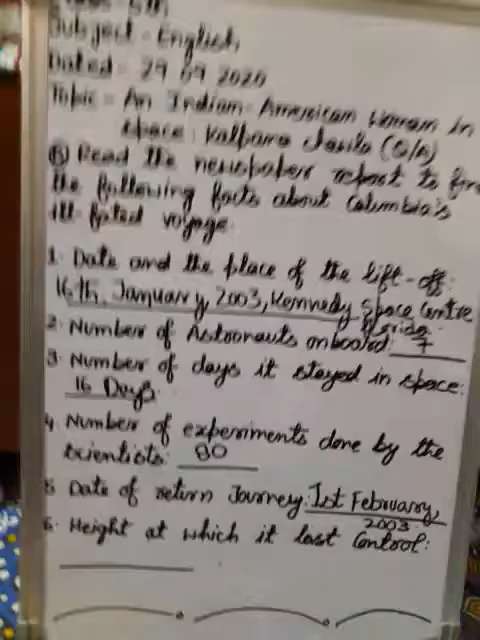 Subject - English
Dated - 29 09 2020
Topic - An Indian-American Woman in
Space : Kalpana Chawla (Q/A)
Read the newspaper report to
the following facts about Columbia's
ill-fated voyage
1. Date and the place of the lift-off:
16th January, 2003, Kennedy Space Centre
Florida
2. Number of Astronauts onboard: 7
3. Number of days it stayed in space:
16 Days
4. Number of experiments done by the
scientists: 80
5. Date of return Journey: 1st February,
2003
6. Height at which it lost Control: